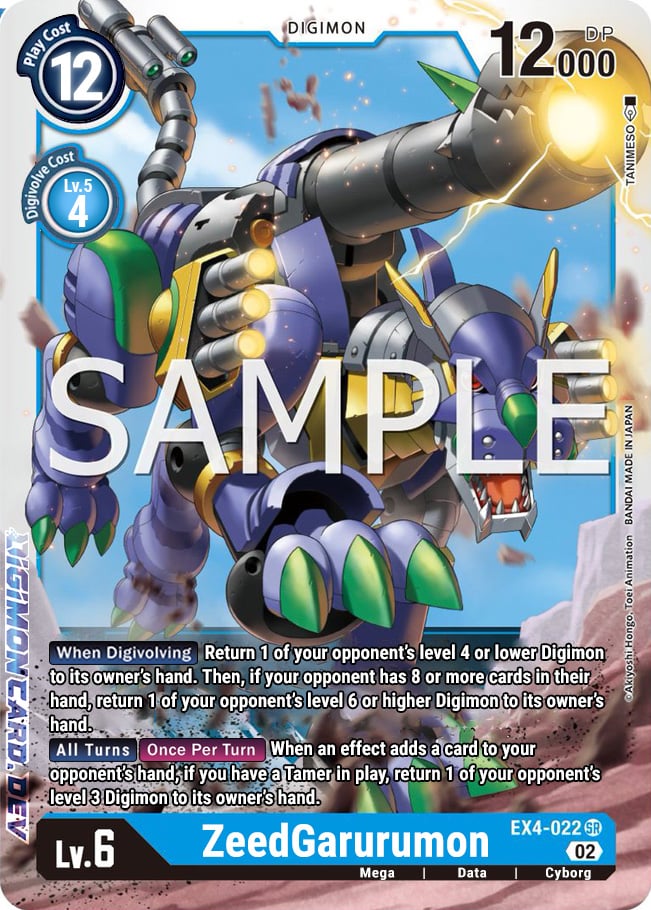 Play Cost
12
DIGIMON
12000
DP
Digivolve Cost
Lv.5
4
TANIMESO
SAMPLE
©Akiyoshi Hongo, Toei Animation BANDAI MADE IN JAPAN
DIGIMONCARD.DEV
When Digivolving Return 1 of your opponent's level 4 or lower Digimon
to its owner's hand. Then, if your opponent has 8 or more cards in their
hand, return 1 of your opponent's level 6 or higher Digimon to its owner's
hand.
All Turns Once Per Turn When an effect adds a card to your
opponent's hand, if you have a Tamer in play, return 1 of your opponent's
level 3 Digimon to its owner's hand.
Lv.6
ZeedGarurumon
EX4-022 SR
02
Mega | Data | Cyborg